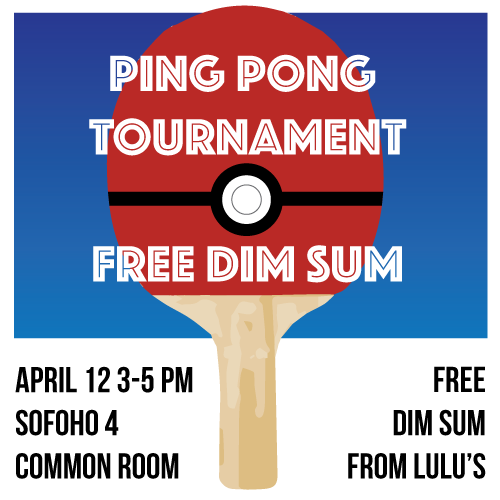 PING PONG
TOURNAMENT
FREE DIM SUM
APRIL 12 3-5 PM
SOFOHO 4
COMMON ROOM
FREE
DIM SUM
FROM LULU'S